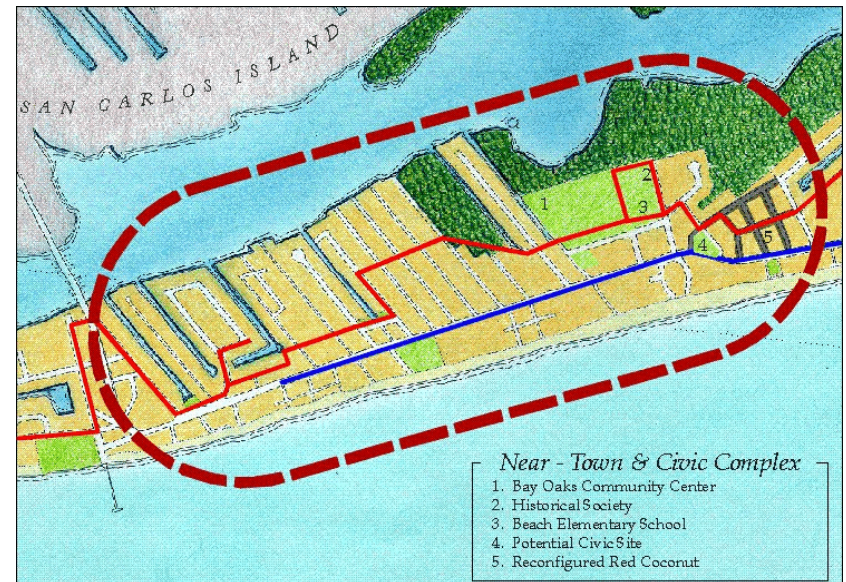 SAN CARLOS ISLAND
2
1
3
4
5
Near - Town & Civic Complex
1. Bay Oaks Community Center
2. Historical Society
3. Beach Elementary School
4. Potential Civic Site
5. Reconfigured Red Coconut